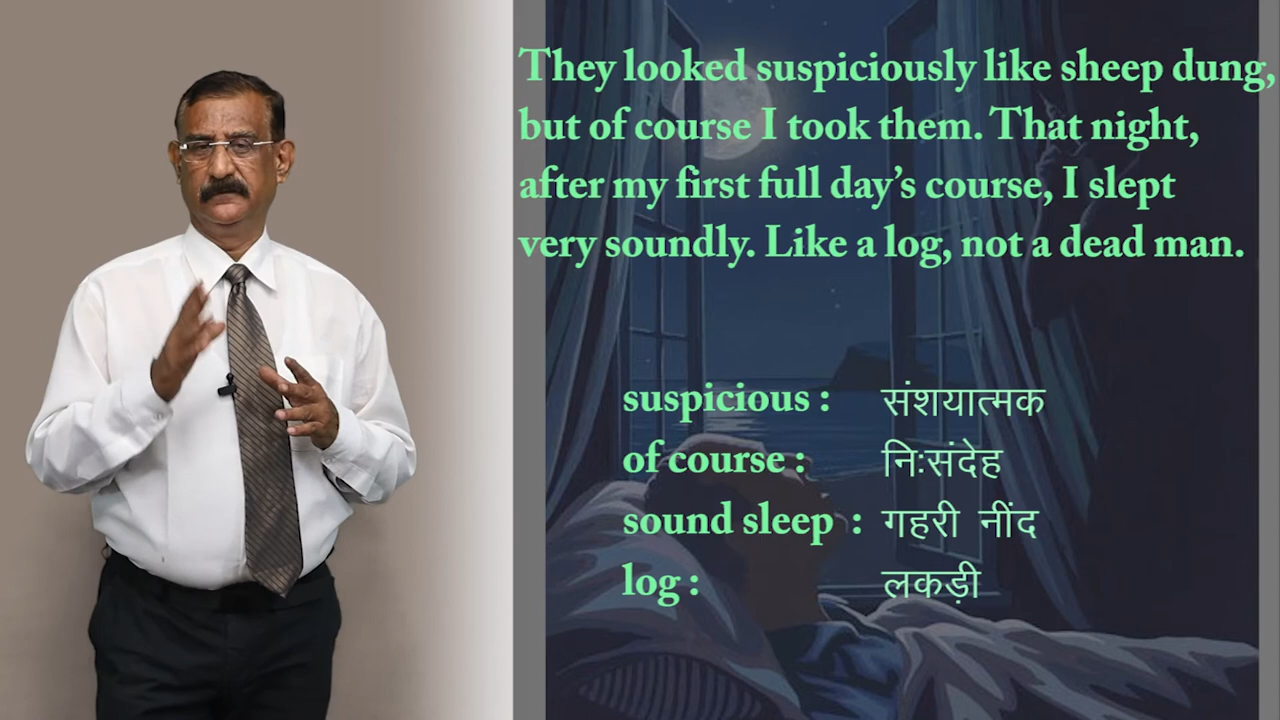 They looked suspiciously like sheep dung,
but of course I took them. That night,
after my first full day’s course, I slept
very soundly. Like a log, not a dead man.
suspicious : संशयात्मक
of course : निःसंदेह
sound sleep : गहरी नींद
log : लकड़ी